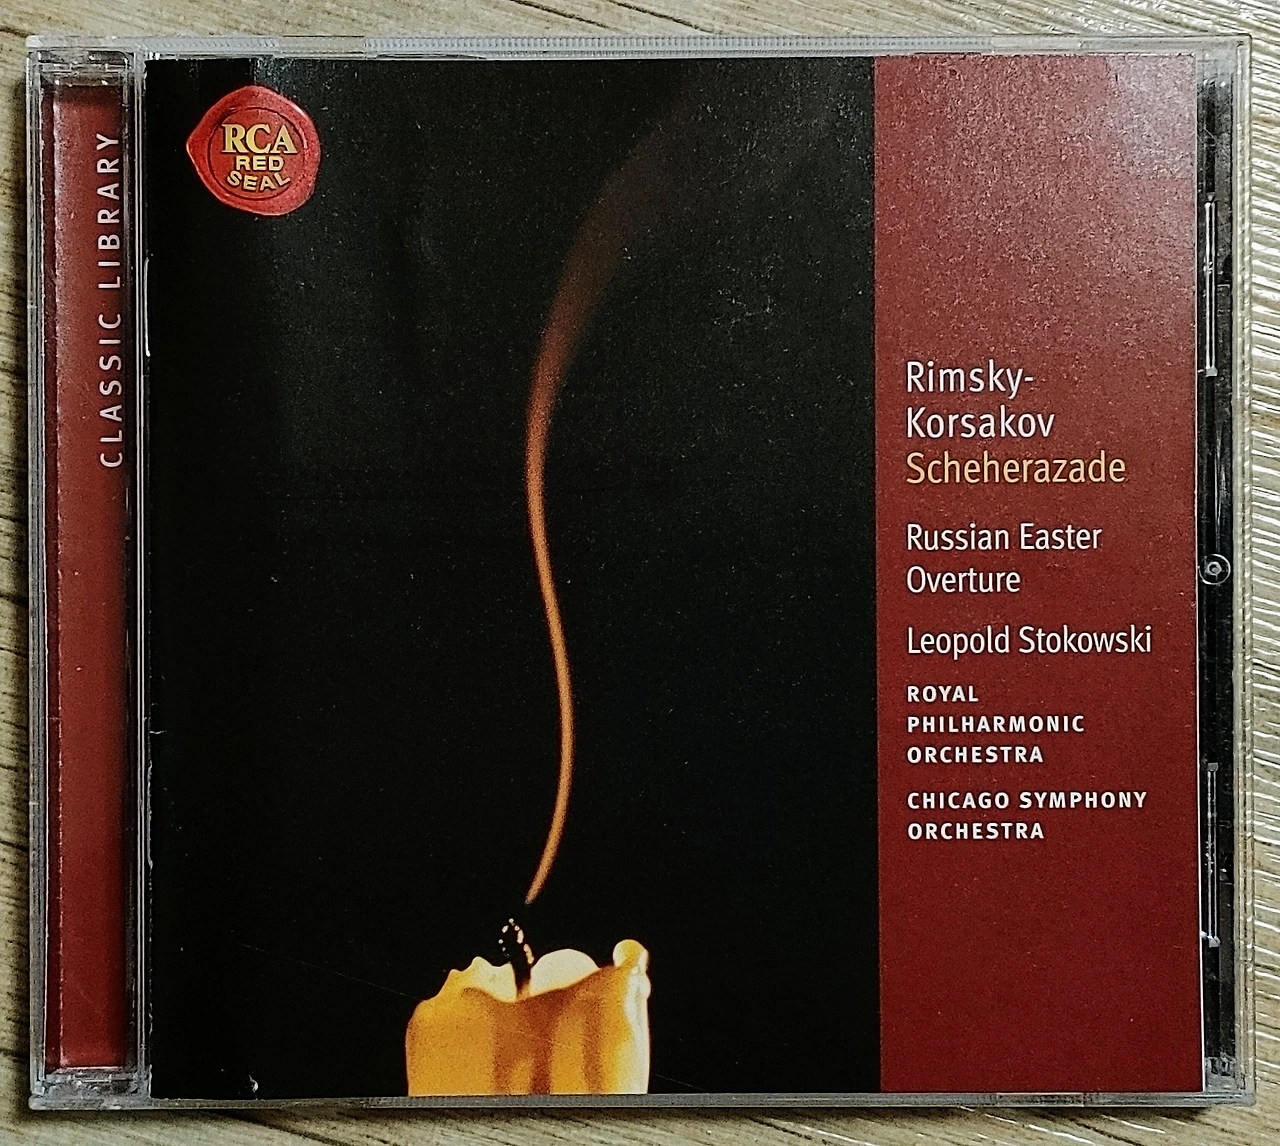 CLASSIC LIBRARY
RCA
RED
SEAL
Rimsky-
Korsakov
Scheherazade
Russian Easter
Overture
Leopold Stokowski
ROYAL
PHILHARMONIC
ORCHESTRA
CHICAGO SYMPHONY
ORCHESTRA